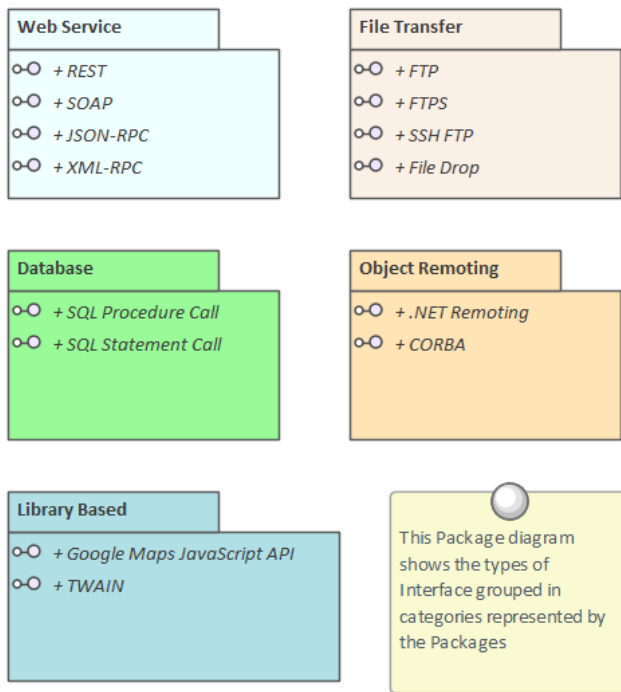 Web Service
+ REST
+ SOAP
+ JSON-RPC
+ XML-RPC
File Transfer
+ FTP
+ FTPS
+ SSH FTP
+ File Drop
Database
+ SQL Procedure Call
+ SQL Statement Call
Object Remoting
+ .NET Remoting
+ CORBA
Library Based
+ Google Maps JavaScript API
+ TWAIN
This Package diagram
shows the types of
Interface grouped in
categories represented by
the Packages